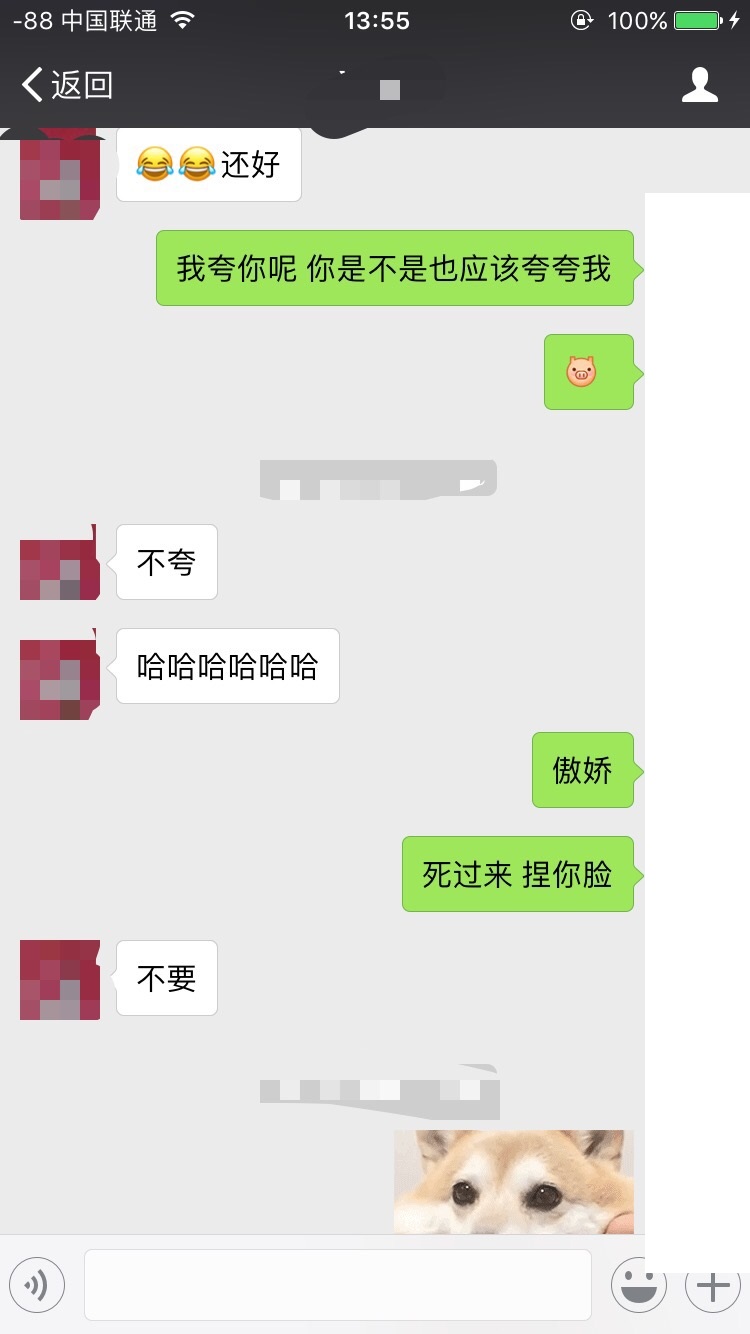 -88 中国联通 13:55 100%
返回
😂😂还好
我夸你呢 你是不是也应该夸夸我
🐷
不夸
哈哈哈哈哈哈
傲娇
死过来 捏你脸
不要